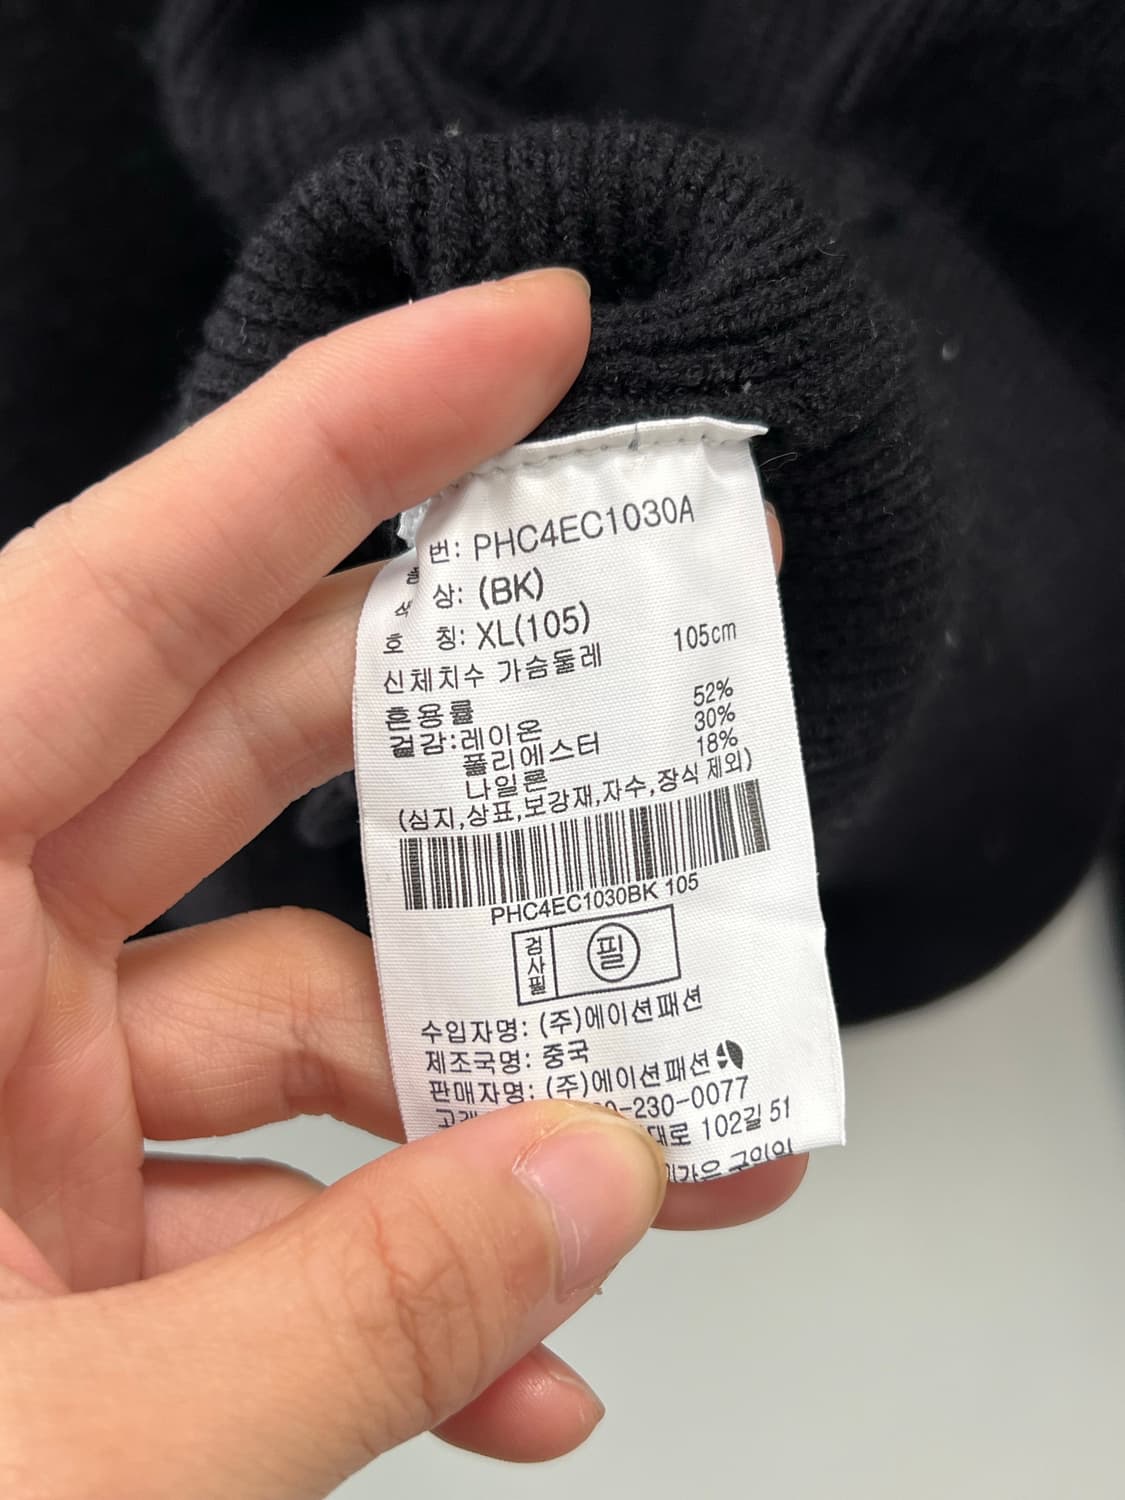 번: PHC4EC1030A
색 상: (BK)
호 칭: XL(105)
신체치수 가슴둘레 105cm
혼용률
겉감:레이온 52%
폴리에스터 30%
나일론 18%
(심지,상표,보강재,자수,장식 제외)
PHC4EC1030BK 105
검사필 필
수입자명: (주)에이션패션
제조국명: 중국
판매자명: (주)에이션패션
-230-0077
대로 102길 51